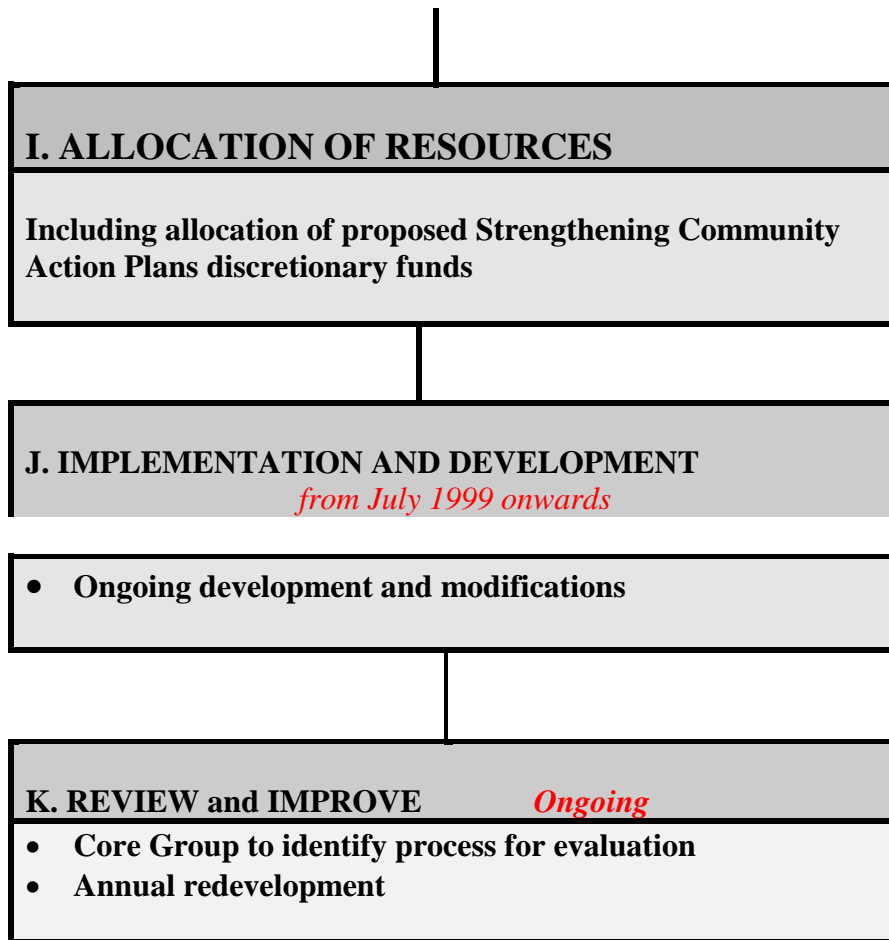 I. ALLOCATION OF RESOURCES
Including allocation of proposed Strengthening Community
Action Plans discretionary funds
J. IMPLEMENTATION AND DEVELOPMENT
from July 1999 onwards
• Ongoing development and modifications
K. REVIEW and IMPROVE Ongoing
• Core Group to identify process for evaluation
• Annual redevelopment